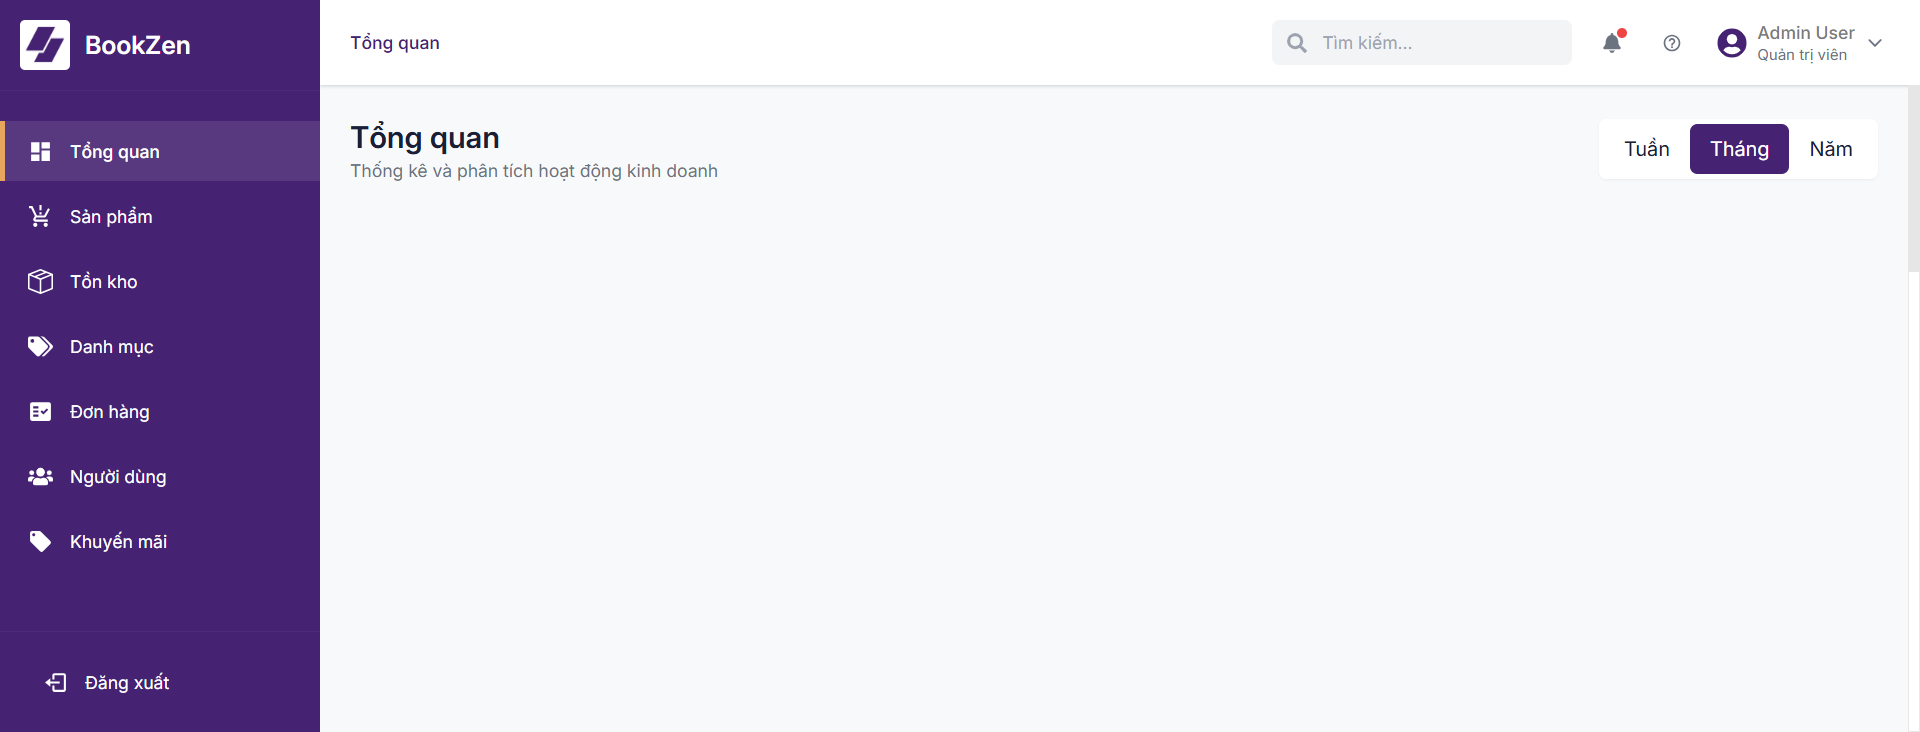 BookZen
Tổng quan
Sản phẩm
Tồn kho
Danh mục
Đơn hàng
Người dùng
Khuyến mãi
Đăng xuất
Tổng quan
Tìm kiếm...
Admin User
Quản trị viên
Tổng quan
Thống kê và phân tích hoạt động kinh doanh
Tuần Tháng Năm